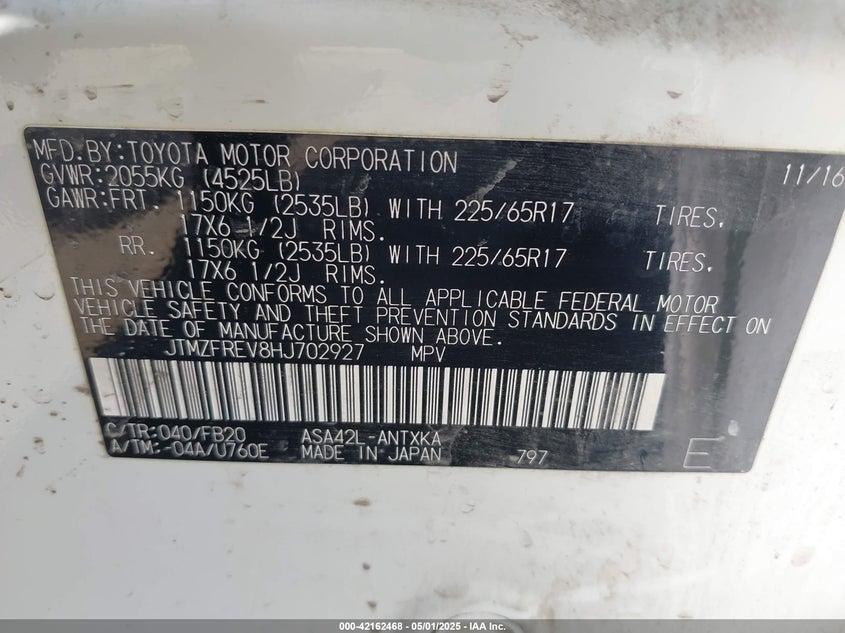 MFD.BY:TOYOTA MOTOR CORPORATION 11/16
GVWR:2055KG (4525LB)
GAWR:FRT. 1150KG (2535LB) WITH 225/65R17 TIRES.
17X6 1/2J RIMS.
RR. 1150KG (2535LB) WITH 225/65R17 TIRES.
17X6 1/2J RIMS.
THIS VEHICLE CONFORMS TO ALL APPLICABLE FEDERAL MOTOR
VEHICLE SAFETY AND THEFT PREVENTION STANDARDS IN EFFECT ON
THE DATE OF MANUFACTURE SHOWN ABOVE.
JTMZFREV8HJ702927 MPV
C/TR:040/FB20 ASA42L-ANTXKA
A/TM:-04A/U760E MADE IN JAPAN 797 E
000-42162468 - 05/01/2025 - IAA Inc.